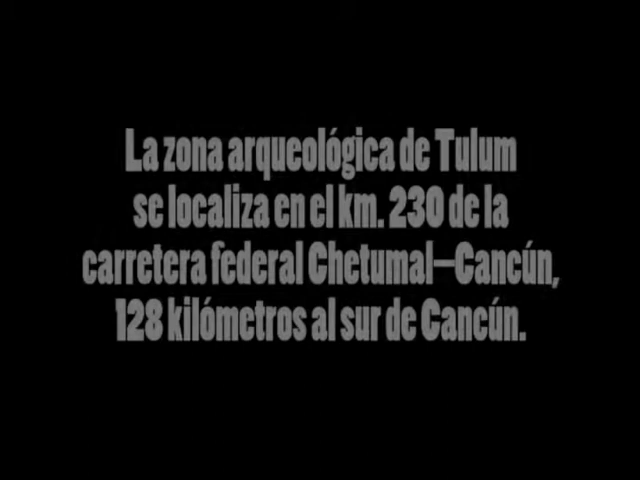 La zona arqueológica de Tulum
se localiza en el km. 230 de la
carretera federal Chetumal—Cancún,
128 kilómetros al sur de Cancún.